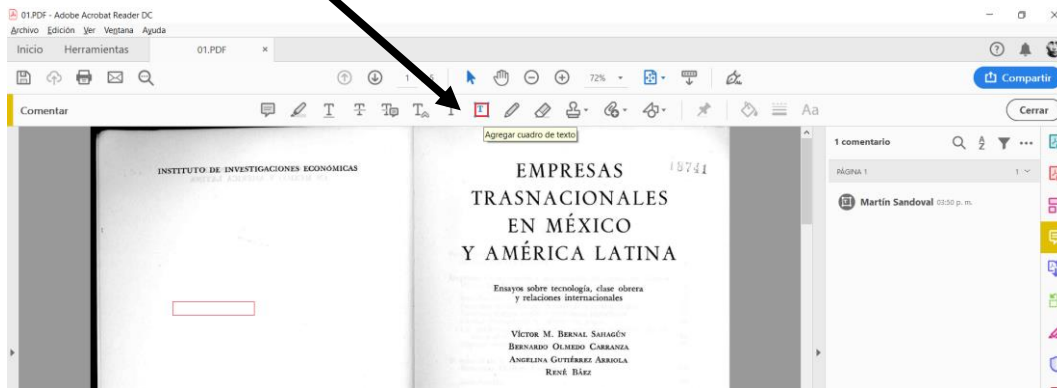 01.PDF - Adobe Acrobat Reader DC
Archivo Edición Ver Ventana Ayuda
Inicio Herramientas 01.PDF ×
1 72%
Compartir
Comentar
T T T T T Aa
Cerrar
Agregar cuadro de texto
INSTITUTO DE INVESTIGACIONES ECONÓMICAS
EMPRESAS 18741
TRASNACIONALES
EN MÉXICO
Y AMÉRICA LATINA
Ensayos sobre tecnología, clase obrera
y relaciones internacionales
VÍCTOR M. BERNAL SAHAGÚN
BERNARDO OLMEDO CARRANZA
ANGELINA GUTIÉRREZ ARRIOLA
RENÉ BÁEZ
1 comentario
PÁGINA 1 1
Martín Sandoval 03:50 p. m.